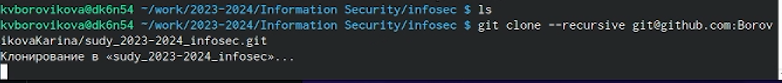 kvborovikova@dk6n54 ~/work/2023-2024/Information Security/infosec $ ls
kvborovikova@dk6n54 ~/work/2023-2024/Information Security/infosec $ git clone --recursive git@github.com:Borov
ikovaKarina/sudy_2023-2024_infosec.git
Клонирование в «sudy_2023-2024_infosec»...